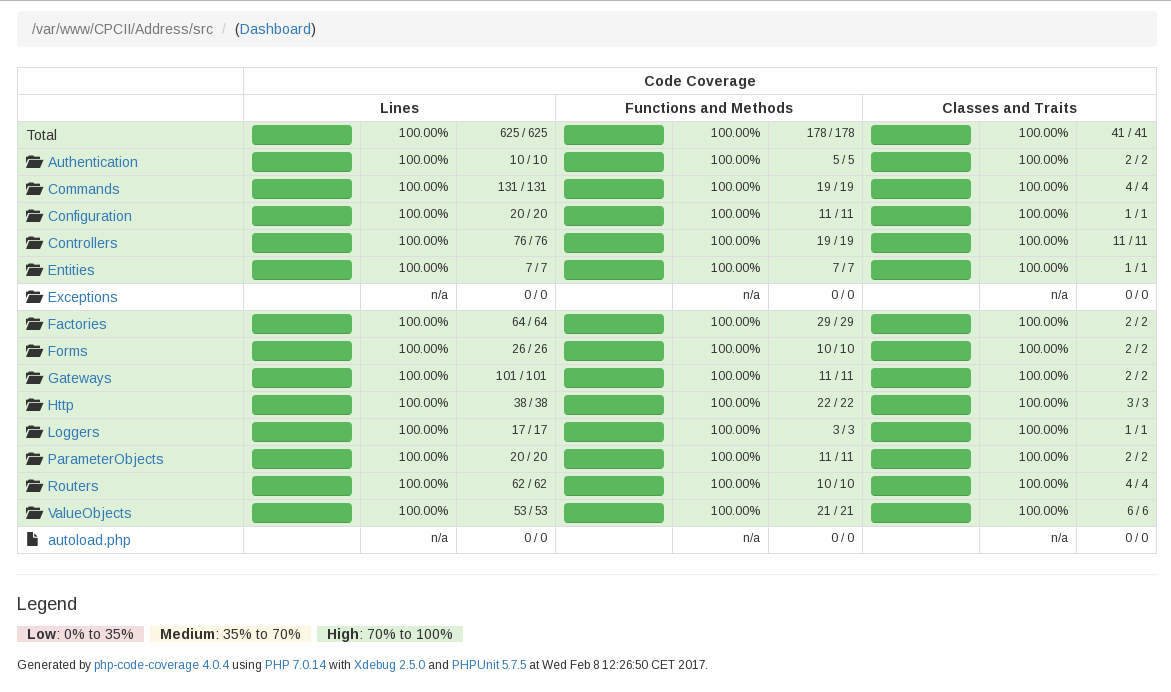 /var/www/CPCII/Address/src / (Dashboard)
Code Coverage
Lines Functions and Methods Classes and Traits
Total 100.00% 625 / 625 100.00% 178 / 178 100.00% 41 / 41
Authentication 100.00% 10 / 10 100.00% 5 / 5 100.00% 2 / 2
Commands 100.00% 131 / 131 100.00% 19 / 19 100.00% 4 / 4
Configuration 100.00% 20 / 20 100.00% 11 / 11 100.00% 1 / 1
Controllers 100.00% 76 / 76 100.00% 19 / 19 100.00% 11 / 11
Entities 100.00% 7 / 7 100.00% 7 / 7 100.00% 1 / 1
Exceptions n/a 0 / 0 n/a 0 / 0 n/a 0 / 0
Factories 100.00% 64 / 64 100.00% 29 / 29 100.00% 2 / 2
Forms 100.00% 26 / 26 100.00% 10 / 10 100.00% 2 / 2
Gateways 100.00% 101 / 101 100.00% 11 / 11 100.00% 2 / 2
Http 100.00% 38 / 38 100.00% 22 / 22 100.00% 3 / 3
Loggers 100.00% 17 / 17 100.00% 3 / 3 100.00% 1 / 1
ParameterObjects 100.00% 20 / 20 100.00% 11 / 11 100.00% 2 / 2
Routers 100.00% 62 / 62 100.00% 10 / 10 100.00% 4 / 4
ValueObjects 100.00% 53 / 53 100.00% 21 / 21 100.00% 6 / 6
autoload.php n/a 0 / 0 n/a 0 / 0 n/a 0 / 0
Legend
Low: 0% to 35% Medium: 35% to 70% High: 70% to 100%
Generated by php-code-coverage 4.0.4 using PHP 7.0.14 with Xdebug 2.5.0 and PHPUnit 5.7.5 at Wed Feb 8 12:26:50 CET 2017.